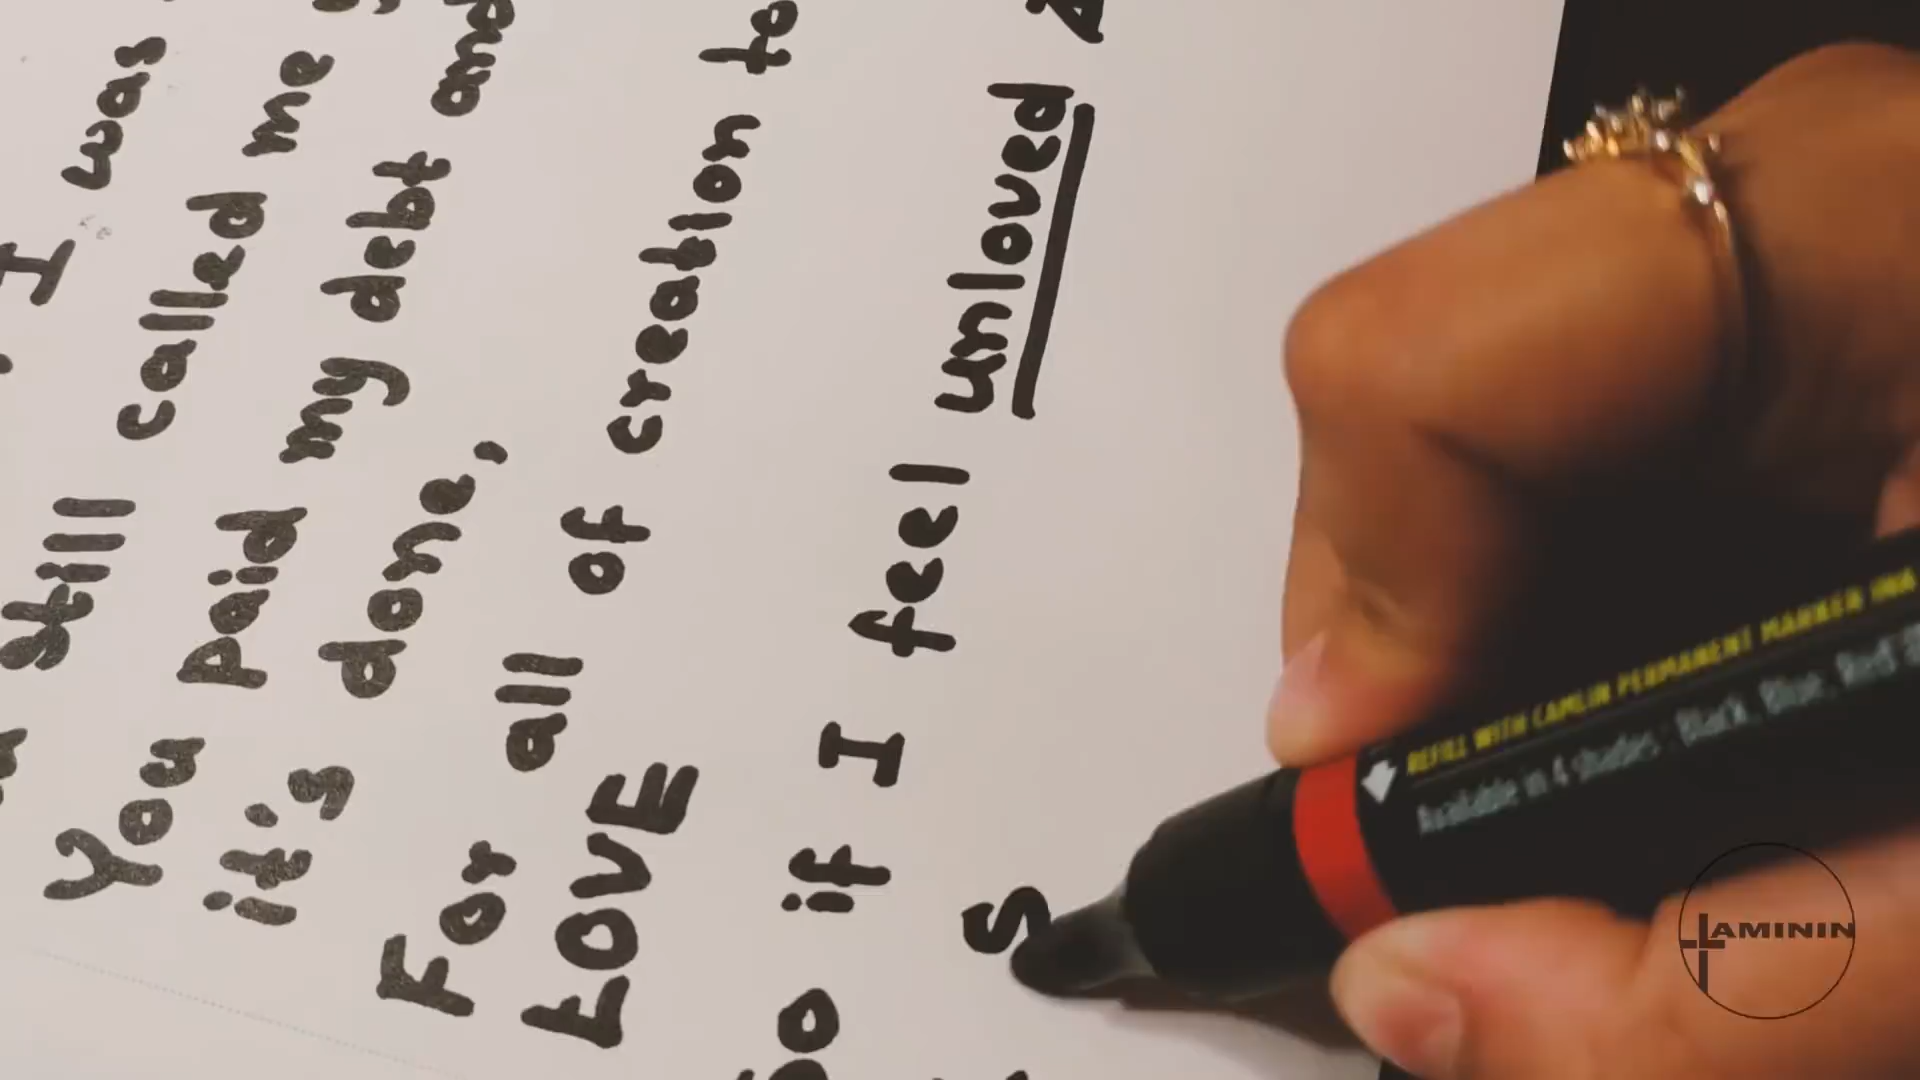 I was
still called me
You paid my debt and
it's done,
For all of creation to
LOVE
So if I feel unloved
S
REFILL WITH CAMLIN PERMANENT MARKER INK
Available in 4 shades : Black, Blue, Red
LAMININ